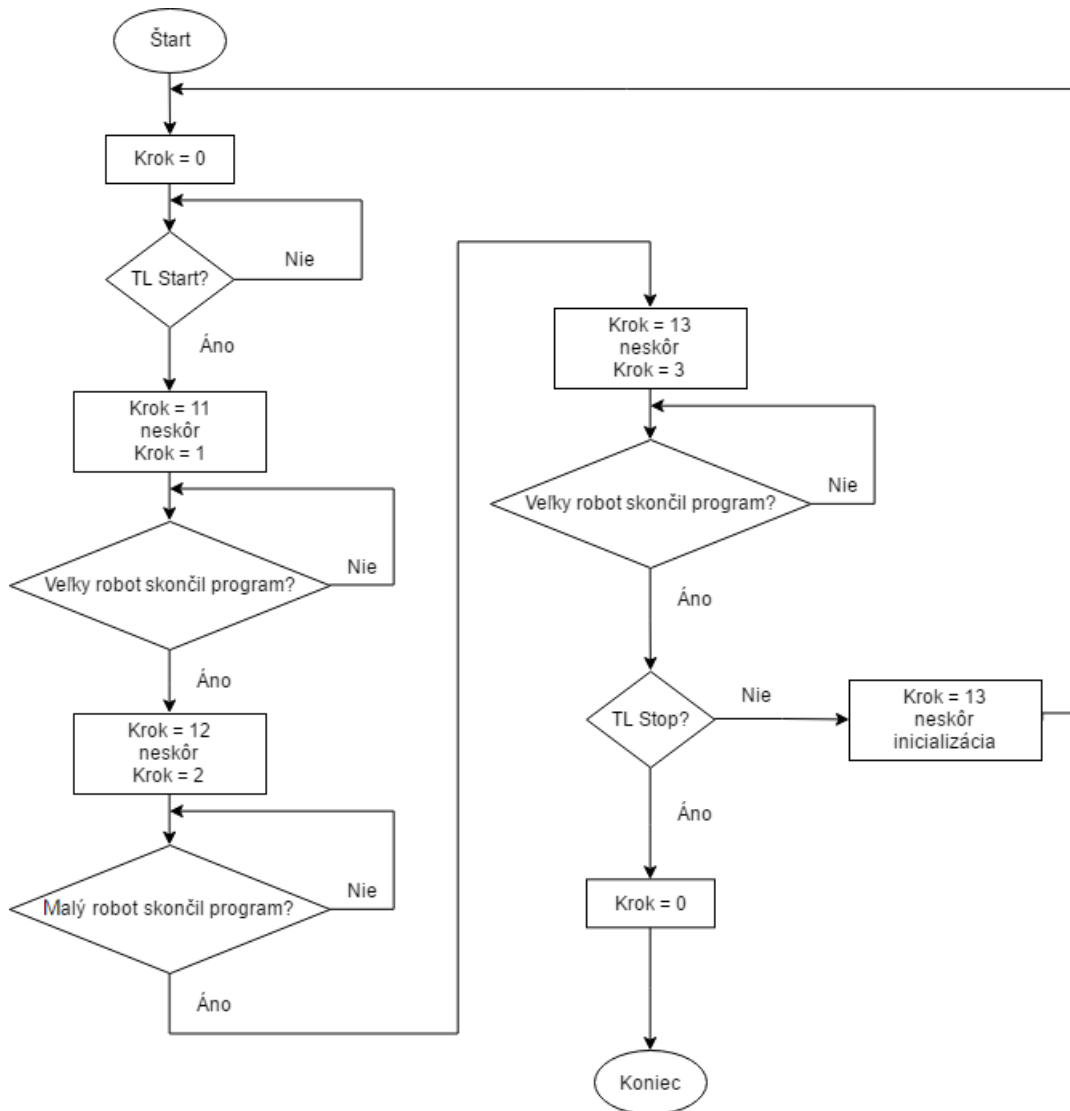 Štart
Krok = 0
TL Start?
Nie
Áno
Krok = 11
neskôr
Krok = 1
Veľky robot skončil program?
Nie
Áno
Krok = 12
neskôr
Krok = 2
Malý robot skončil program?
Nie
Áno
Krok = 13
neskôr
Krok = 3
Veľky robot skončil program?
Nie
Áno
TL Stop?
Nie
Krok = 13
neskôr
inicializácia
Áno
Krok = 0
Koniec